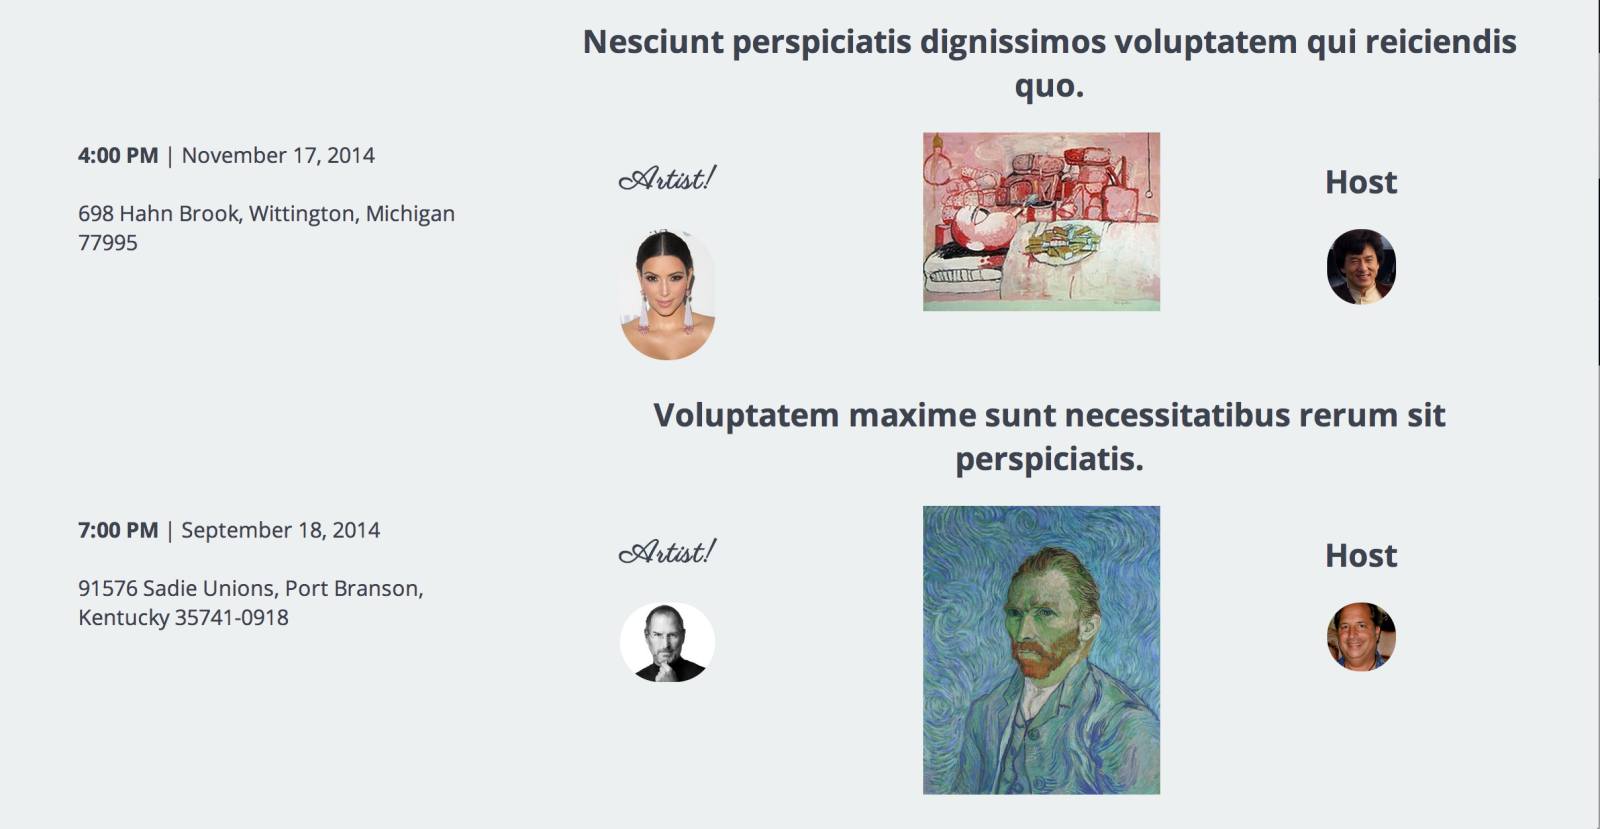 Nesciunt perspiciatis dignissimos voluptatem qui reiciendis
quo.
4:00 PM | November 17, 2014
698 Hahn Brook, Wittington, Michigan
77995
Artist!
Host
Voluptatem maxime sunt necessitatibus rerum sit
perspiciatis.
7:00 PM | September 18, 2014
91576 Sadie Unions, Port Branson,
Kentucky 35741-0918
Artist!
Host